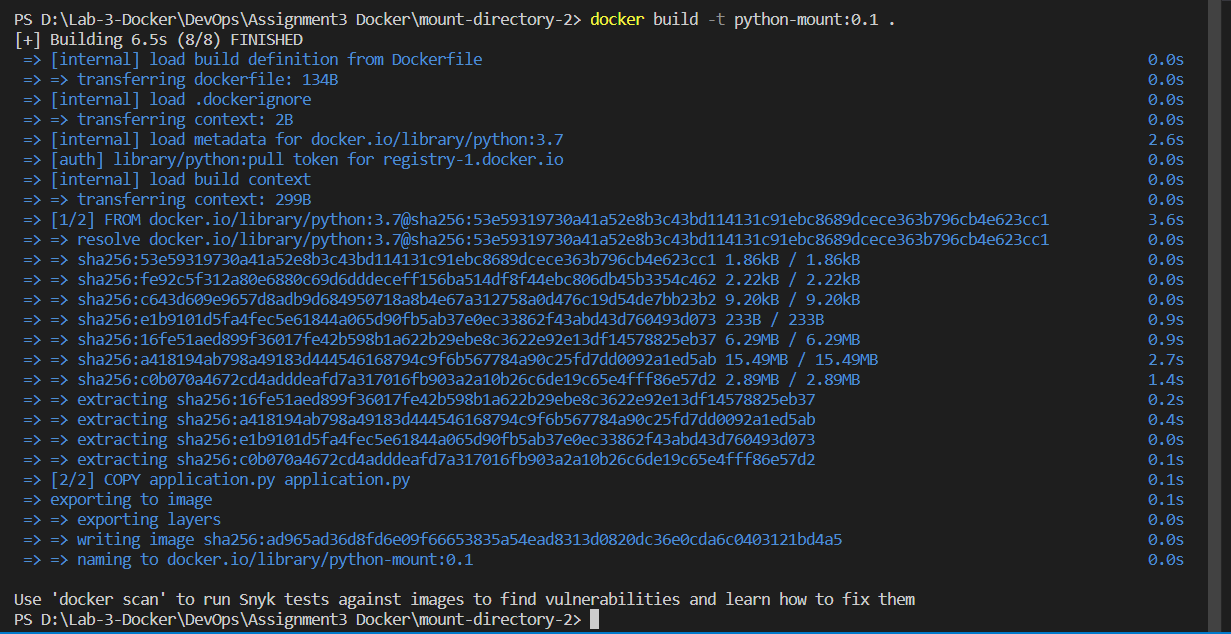 PS D:\Lab-3-Docker\DevOps\Assignment3 Docker\mount-directory-2> docker build -t python-mount:0.1 .
[+] Building 6.5s (8/8) FINISHED
=> [internal] load build definition from Dockerfile 0.0s
=> => transferring dockerfile: 134B 0.0s
=> [internal] load .dockerignore 0.0s
=> => transferring context: 2B 0.0s
=> [internal] load metadata for docker.io/library/python:3.7 2.6s
=> [auth] library/python:pull token for registry-1.docker.io 0.0s
=> [internal] load build context 0.0s
=> => transferring context: 299B 0.0s
=> [1/2] FROM docker.io/library/python:3.7@sha256:53e59319730a41a52e8b3c43bd114131c91ebc8689dcece363b796cb4e623cc1 3.6s
=> => resolve docker.io/library/python:3.7@sha256:53e59319730a41a52e8b3c43bd114131c91ebc8689dcece363b796cb4e623cc1 0.0s
=> => sha256:53e59319730a41a52e8b3c43bd114131c91ebc8689dcece363b796cb4e623cc1 1.86kB / 1.86kB 0.0s
=> => sha256:fe92c5f312a80e6880c69d6dddeceff156ba514df8f44ebc806db45b3354c462 2.22kB / 2.22kB 0.0s
=> => sha256:c643d609e9657d8adb9d684950718a8b4e67a312758a0d476c19d54de7bb23b2 9.20kB / 9.20kB 0.0s
=> => sha256:e1b9101d5fa4fec5e61844a065d90fb5ab37e0ec33862f43abd43d760493d073 233B / 233B 0.9s
=> => sha256:16fe51aed899f36017fe42b598b1a622b29ebe8c3622e92e13df14578825eb37 6.29MB / 6.29MB 0.9s
=> => sha256:a418194ab798a49183d444546168794c9f6b567784a90c25fd7dd0092a1ed5ab 15.49MB / 15.49MB 2.7s
=> => sha256:c0b070a4672cd4adddeafd7a317016fb903a2a10b26c6de19c65e4fff86e57d2 2.89MB / 2.89MB 1.4s
=> => extracting sha256:16fe51aed899f36017fe42b598b1a622b29ebe8c3622e92e13df14578825eb37 0.2s
=> => extracting sha256:a418194ab798a49183d444546168794c9f6b567784a90c25fd7dd0092a1ed5ab 0.4s
=> => extracting sha256:e1b9101d5fa4fec5e61844a065d90fb5ab37e0ec33862f43abd43d760493d073 0.0s
=> => extracting sha256:c0b070a4672cd4adddeafd7a317016fb903a2a10b26c6de19c65e4fff86e57d2 0.1s
=> [2/2] COPY application.py application.py 0.1s
=> exporting to image 0.1s
=> => exporting layers 0.0s
=> => writing image sha256:ad965ad36d8fd6e09f66653835a54ead8313d0820dc36e0cda6c0403121bd4a5 0.0s
=> => naming to docker.io/library/python-mount:0.1 0.0s
Use 'docker scan' to run Snyk tests against images to find vulnerabilities and learn how to fix them
PS D:\Lab-3-Docker\DevOps\Assignment3 Docker\mount-directory-2>